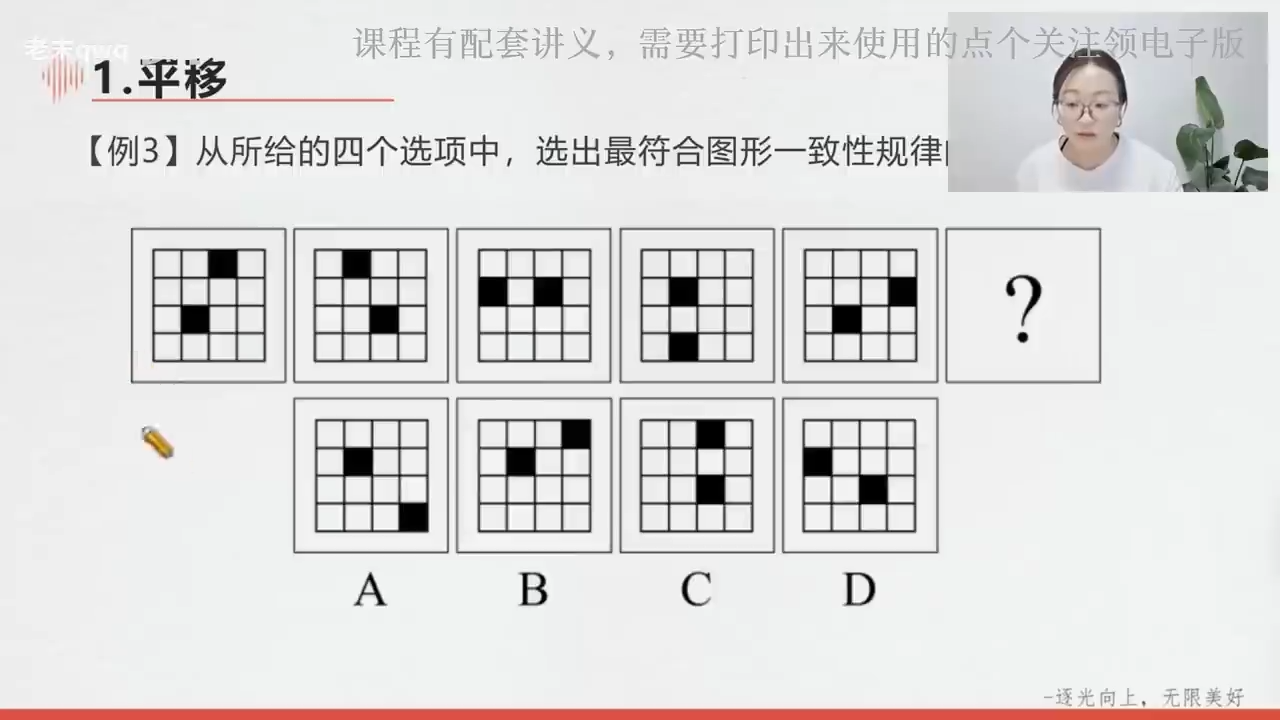 老末qwq
课程有配套讲义，需要打印出来使用的点个关注领电子版
1.平移
【例3】从所给的四个选项中，选出最符合图形一致性规律
?
A B C D
-逐光向上，无限美好